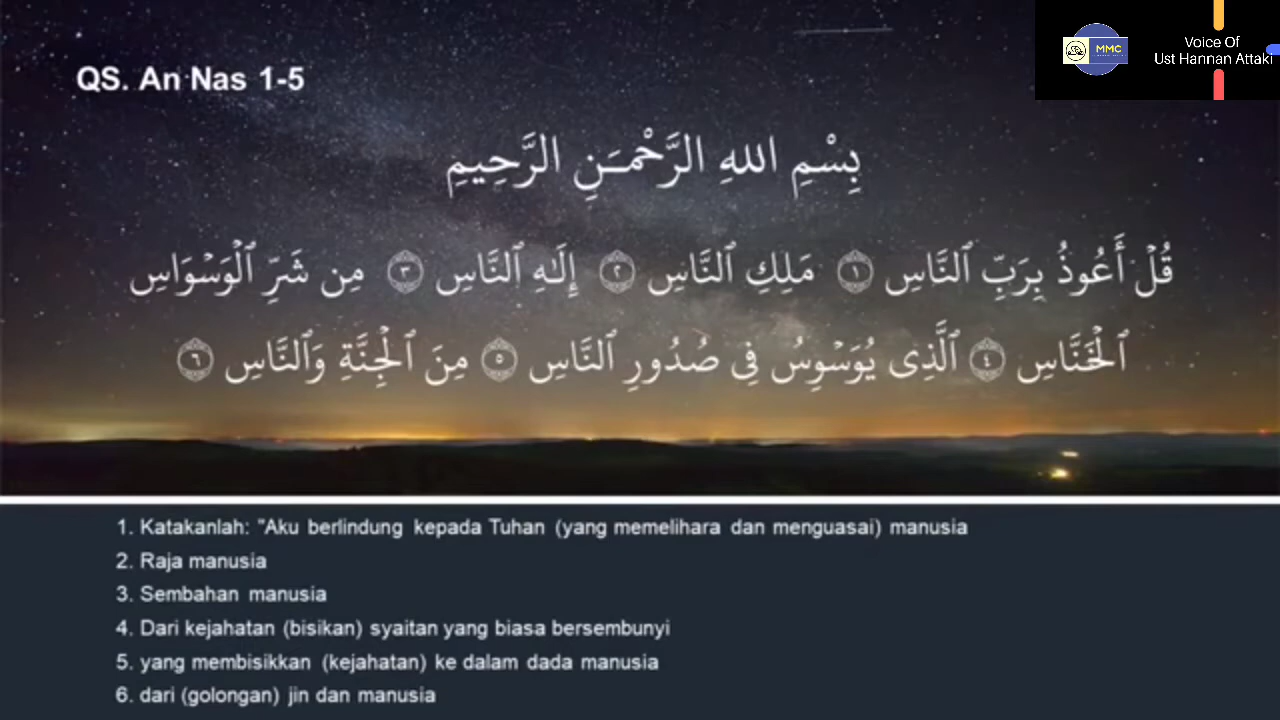 QS. An Nas 1-5
MMC
Voice Of
Ust Hannan Attaki
بِسْمِ اللهِ الرَّحْمَـٰنِ الرَّحِيمِ
قُلْ أَعُوذُ بِرَبِّ ٱلنَّاسِ ١ مَلِكِ ٱلنَّاسِ ٢ إِلَـٰهِ ٱلنَّاسِ ٣ مِن شَرِّ ٱلْوَسْوَاسِ
ٱلْخَنَّاسِ ٤ ٱلَّذِى يُوَسْوِسُ فِى صُدُورِ ٱلنَّاسِ ٥ مِنَ ٱلْجِنَّةِ وَٱلنَّاسِ ٦
1. Katakanlah: "Aku berlindung kepada Tuhan (yang memelihara dan menguasai) manusia
2. Raja manusia
3. Sembahan manusia
4. Dari kejahatan (bisikan) syaitan yang biasa bersembunyi
5. yang membisikkan (kejahatan) ke dalam dada manusia
6. dari (golongan) jin dan manusia